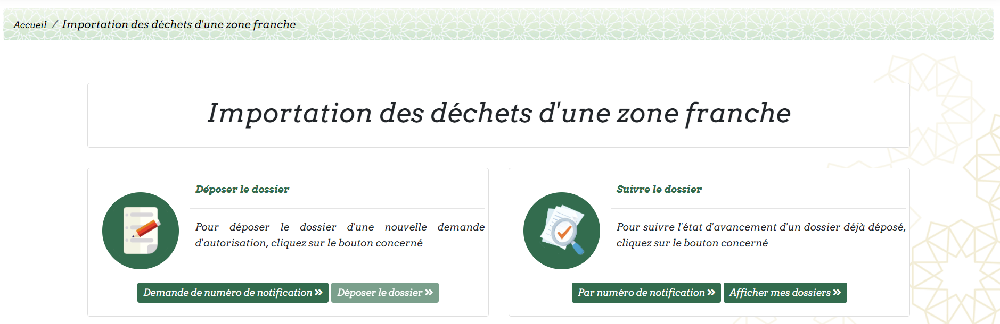 Accueil / Importation des déchets d'une zone franche
Importation des déchets d'une zone franche
Déposer le dossier
Pour déposer le dossier d'une nouvelle demande
d'autorisation, cliquez sur le bouton concerné
Demande de numéro de notification »
Déposer le dossier »
Suivre le dossier
Pour suivre l'état d'avancement d'un dossier déjà déposé,
cliquez sur le bouton concerné
Par numéro de notification »
Afficher mes dossiers »